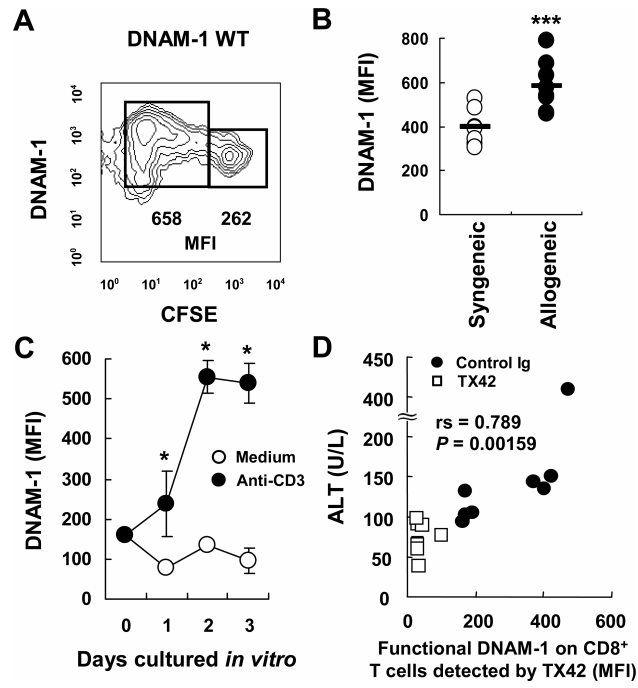 A
DNAM-1 WT
DNAM-1
10⁴
10³
10²
10¹
10⁰
658
262
MFI
10⁰ 10¹ 10² 10³ 10⁴
CFSE
B
***
DNAM-1 (MFI)
800
600
400
200
0
Syngeneic
Allogeneic
C
DNAM-1 (MFI)
600
500
400
300
200
100
0
*
*
*
Medium
Anti-CD3
0 1 2 3
Days cultured in vitro
D
ALT (U/L)
450
400
200
150
100
50
0
Control Ig
TX42
rs = 0.789
P = 0.00159
0 200 400 600
Functional DNAM-1 on CD8⁺
T cells detected by TX42 (MFI)